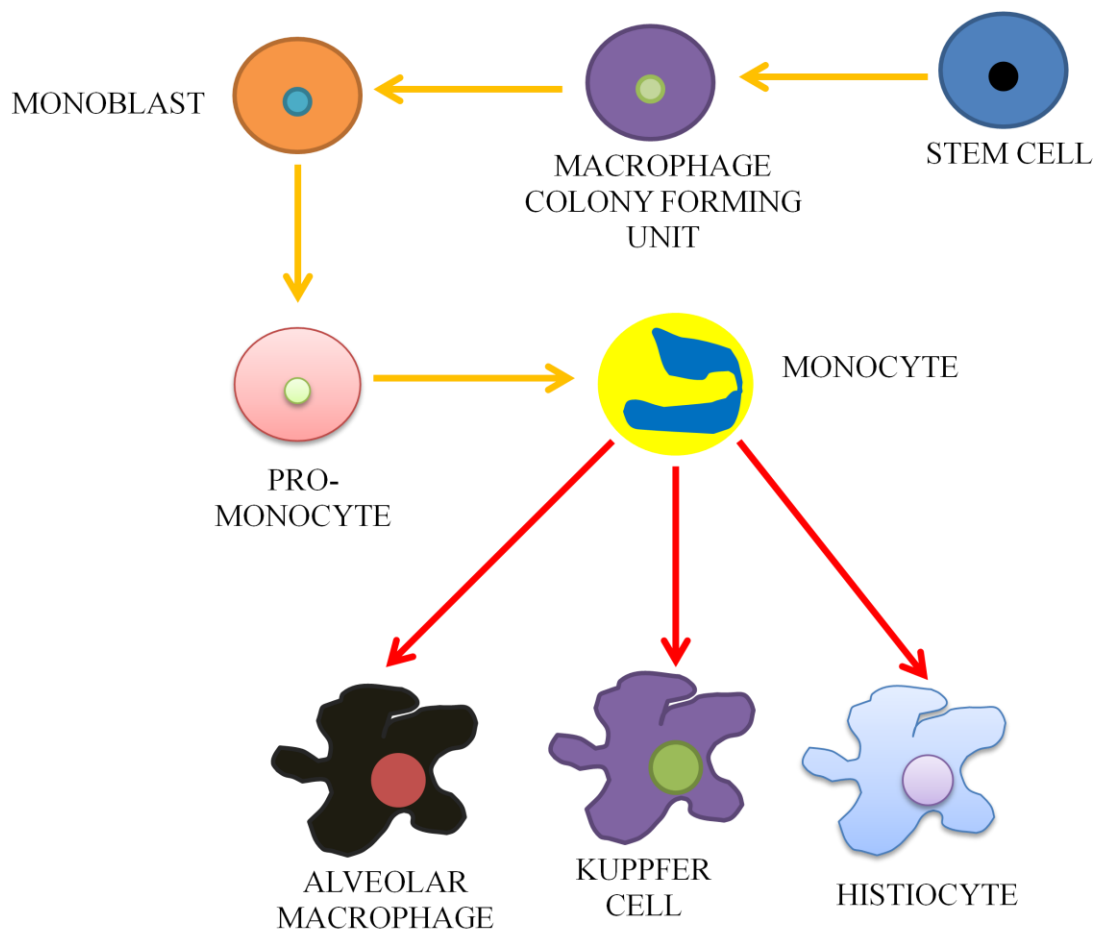 MONOBLAST
MACROPHAGE
COLONY FORMING
UNIT
STEM CELL
PRO-
MONOCYTE
MONOCYTE
ALVEOLAR
MACROPHAGE
KUPPFER
CELL
HISTIOCYTE